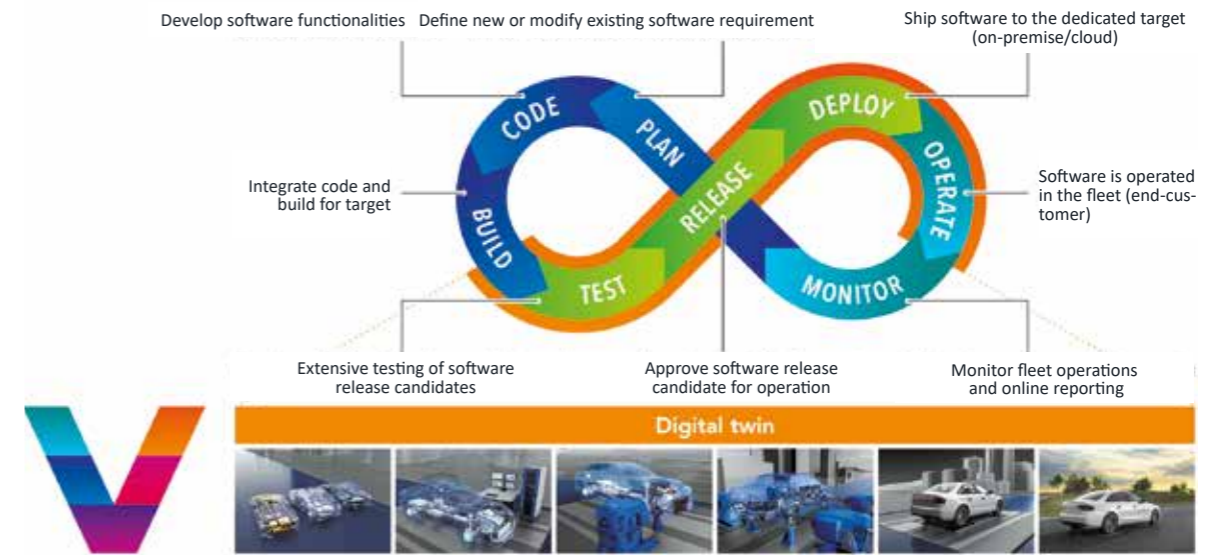 Develop software functionalities
Define new or modify existing software requirement
Ship software to the dedicated target
(on-premise/cloud)
CODE
PLAN
DEPLOY
Integrate code and
build for target
BUILD
RELEASE
OPERATE
Software is operated
in the fleet (end-cus-
tomer)
TEST
MONITOR
Extensive testing of software
release candidates
Approve software release
candidate for operation
Monitor fleet operations
and online reporting
Digital twin